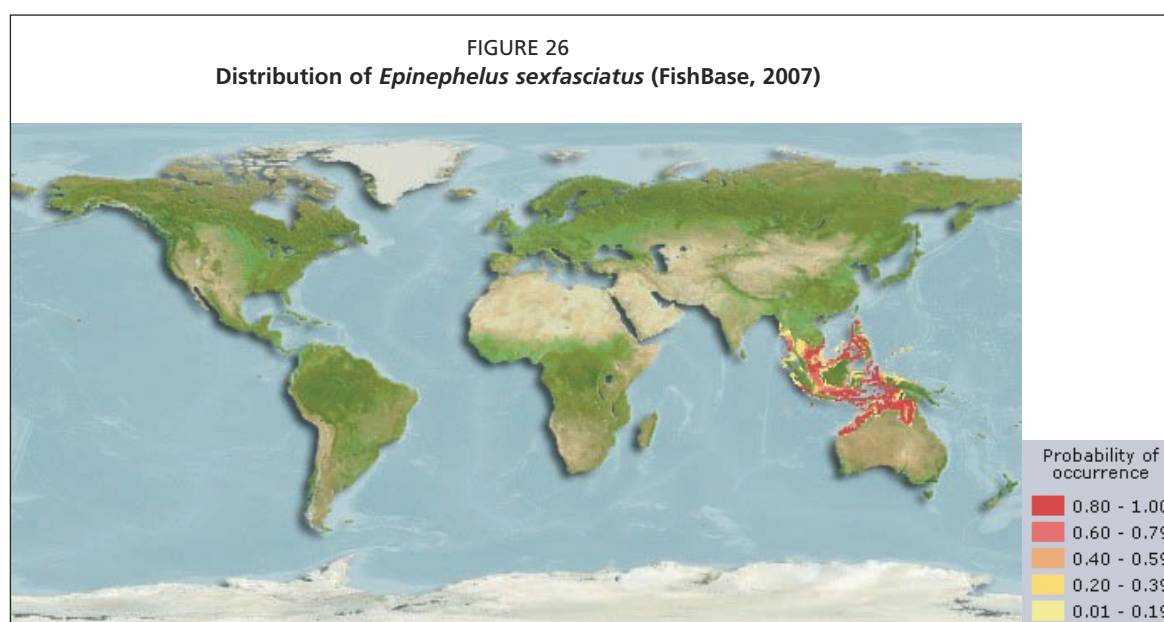 FIGURE 26
Distribution of Epinephelus sexfasciatus (FishBase, 2007)
Probability of
occurrence
0.80 - 1.00
0.60 - 0.79
0.40 - 0.59
0.20 - 0.39
0.01 - 0.19